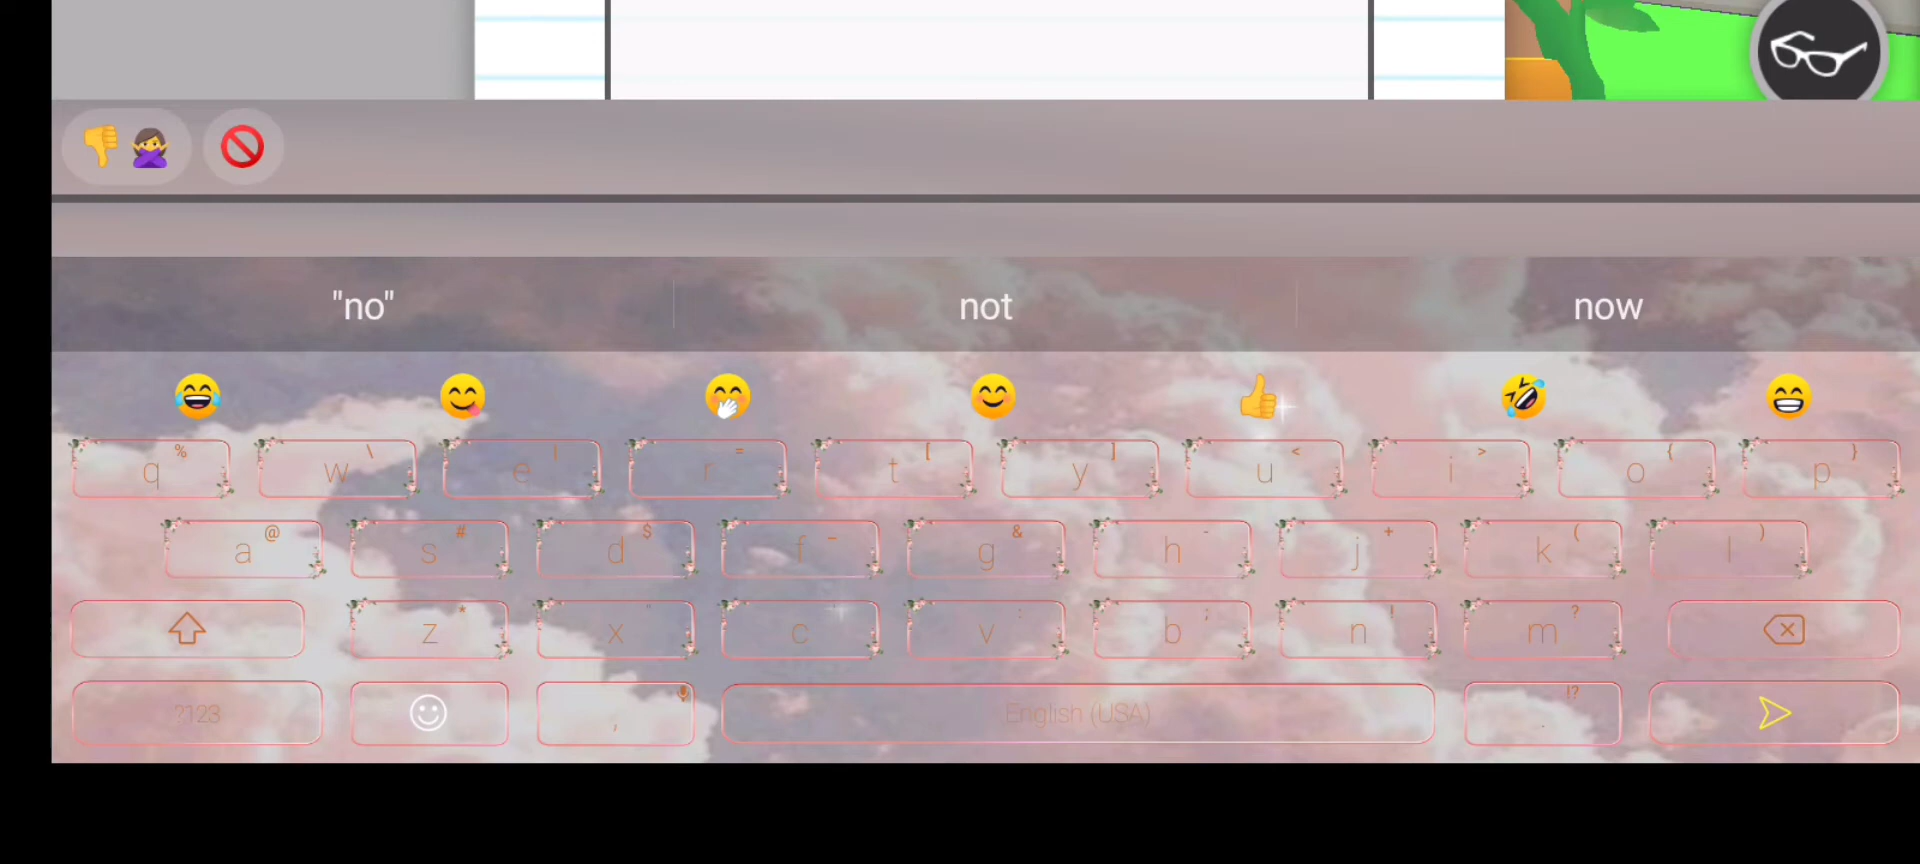 "no" not now
% \ | = [ ] < > { }
q w e r t y u i o p
@ # $ _ & - + ( )
a s d f g h j k l
* " ' : ; ! ?
z x c v b n m
!?
?123 , English (USA) .